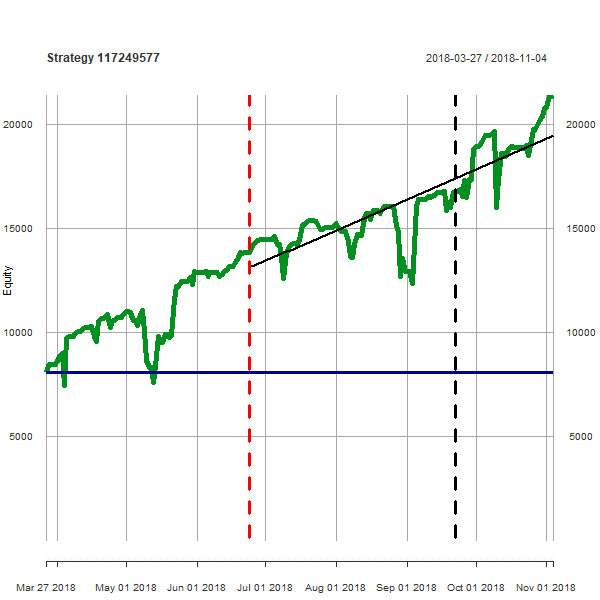 Strategy 117249577
2018-03-27 / 2018-11-04
20000 20000
15000 15000
Equity
10000 10000
5000 5000
Mar 27 2018 May 01 2018 Jun 01 2018 Jul 01 2018 Aug 01 2018 Sep 01 2018 Oct 01 2018 Nov 01 2018